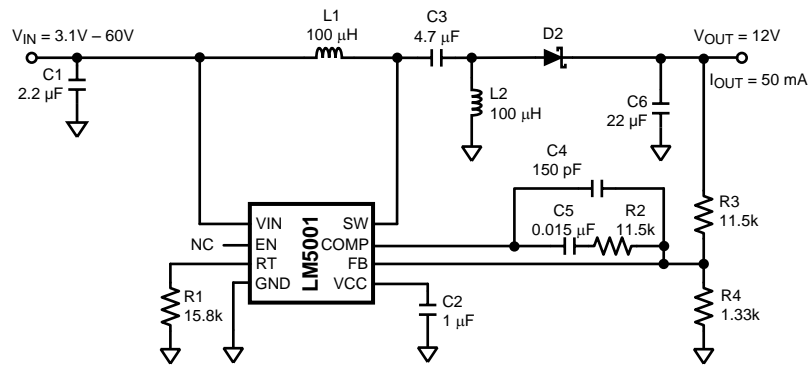 V_IN = 3.1V – 60V
L1
100 μH
C3
4.7 μF
D2
V_OUT = 12V
I_OUT = 50 mA
C1
2.2 μF
L2
100 μH
C6
22 μF
C4
150 pF
C5
0.015 μF
R2
11.5k
R3
11.5k
LM5001
VIN
SW
NC
EN
COMP
RT
FB
GND
VCC
R1
15.8k
C2
1 μF
R4
1.33k